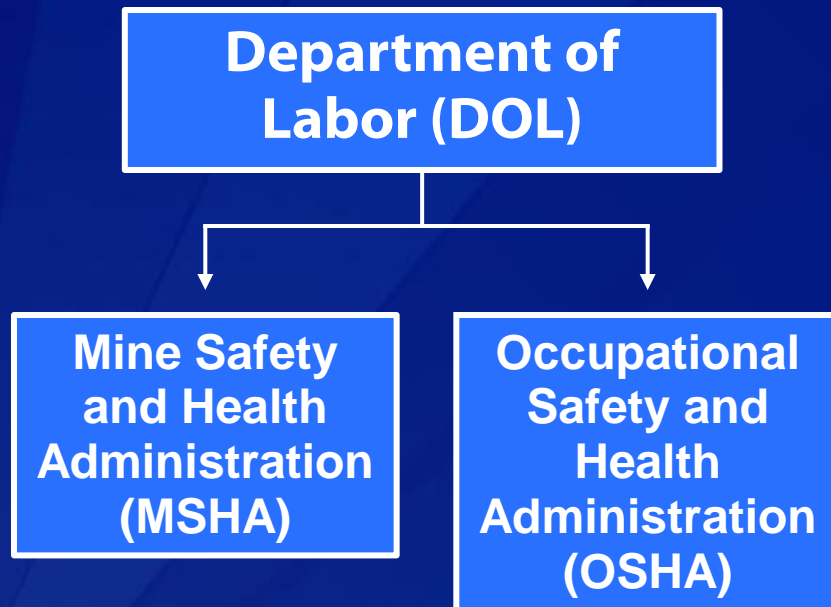 Department of
Labor (DOL)
Mine Safety
and Health
Administration
(MSHA)
Occupational
Safety and
Health
Administration
(OSHA)